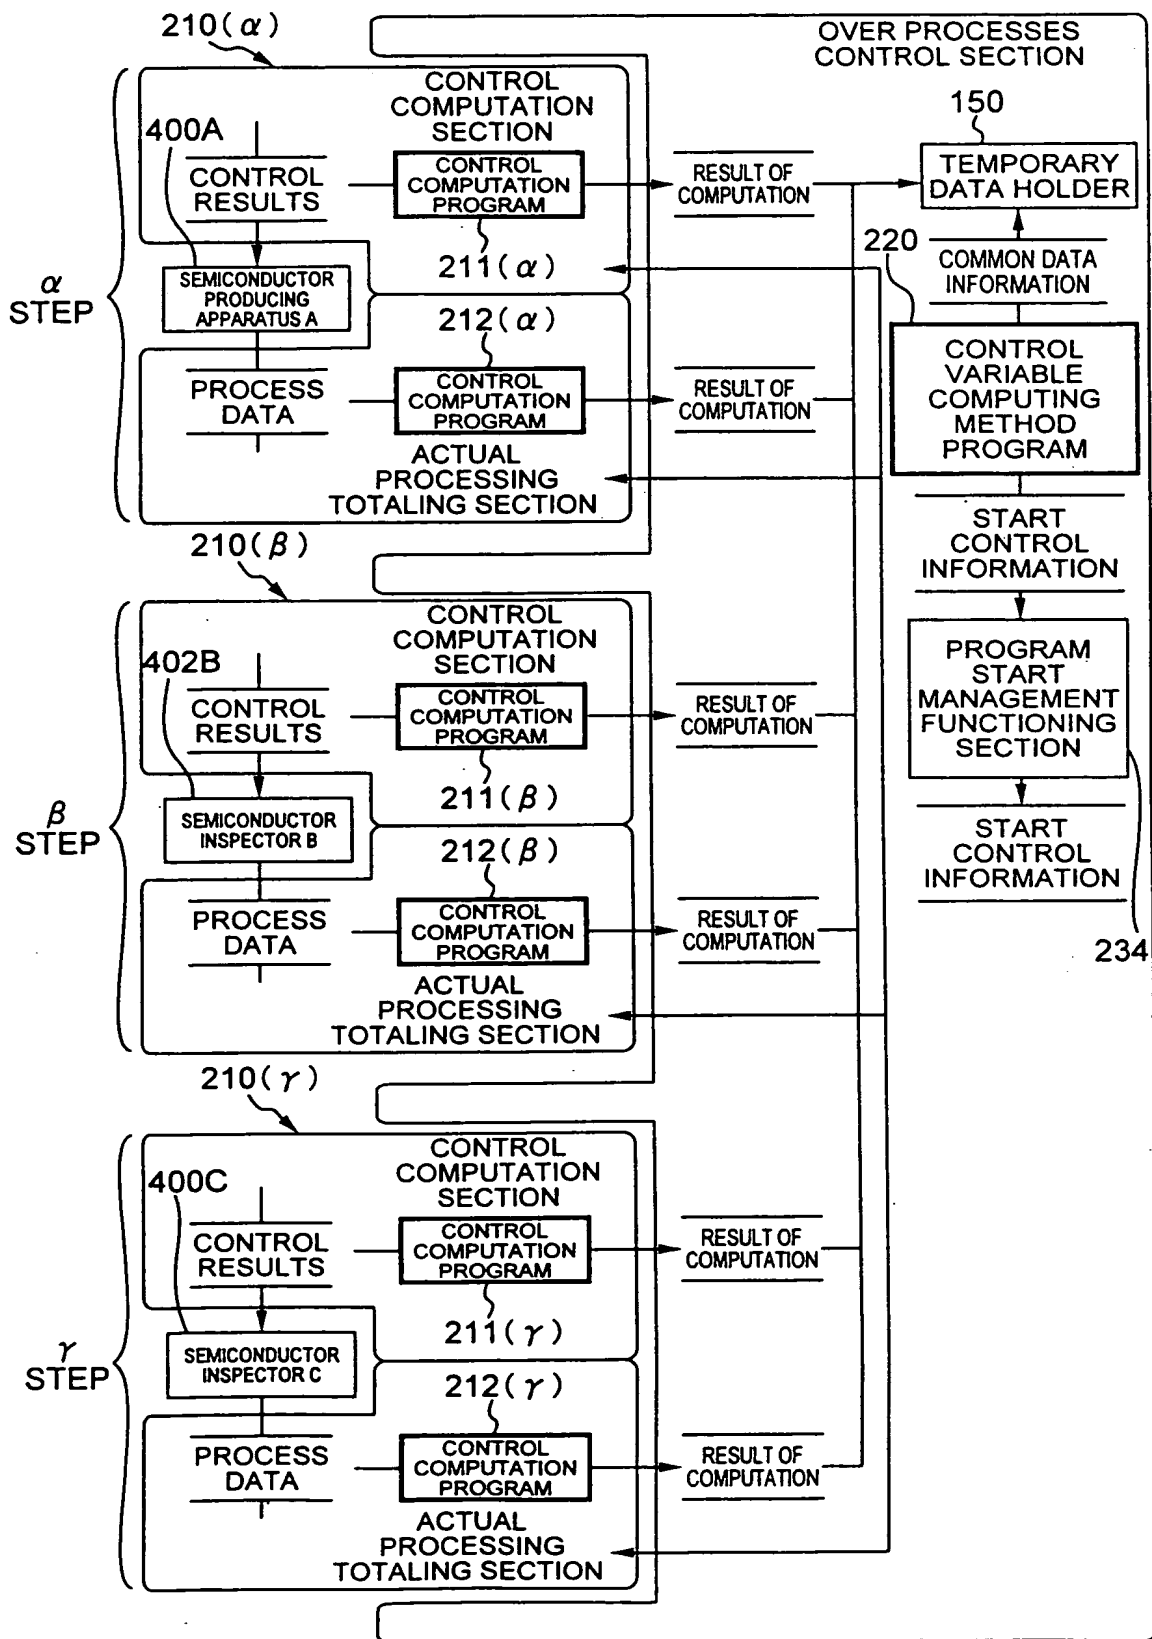 210(α)
OVER PROCESSES
CONTROL SECTION
CONTROL
COMPUTATION
SECTION
400A
150
CONTROL
RESULTS
CONTROL
COMPUTATION
PROGRAM
RESULT OF
COMPUTATION
TEMPORARY
DATA HOLDER
220
211(α)
COMMON DATA
INFORMATION
α
STEP
SEMICONDUCTOR
PRODUCING
APPARATUS A
212(α)
CONTROL
VARIABLE
COMPUTING
METHOD
PROGRAM
PROCESS
DATA
CONTROL
COMPUTATION
PROGRAM
RESULT OF
COMPUTATION
ACTUAL
PROCESSING
TOTALING SECTION
START
CONTROL
INFORMATION
210(β)
CONTROL
COMPUTATION
SECTION
402B
CONTROL
RESULTS
CONTROL
COMPUTATION
PROGRAM
RESULT OF
COMPUTATION
PROGRAM
START
MANAGEMENT
FUNCTIONING
SECTION
211(β)
β
STEP
SEMICONDUCTOR
INSPECTOR B
212(β)
START
CONTROL
INFORMATION
PROCESS
DATA
CONTROL
COMPUTATION
PROGRAM
RESULT OF
COMPUTATION
234
ACTUAL
PROCESSING
TOTALING SECTION
210(γ)
CONTROL
COMPUTATION
SECTION
400C
CONTROL
RESULTS
CONTROL
COMPUTATION
PROGRAM
RESULT OF
COMPUTATION
211(γ)
γ
STEP
SEMICONDUCTOR
INSPECTOR C
212(γ)
PROCESS
DATA
CONTROL
COMPUTATION
PROGRAM
RESULT OF
COMPUTATION
ACTUAL
PROCESSING
TOTALING SECTION